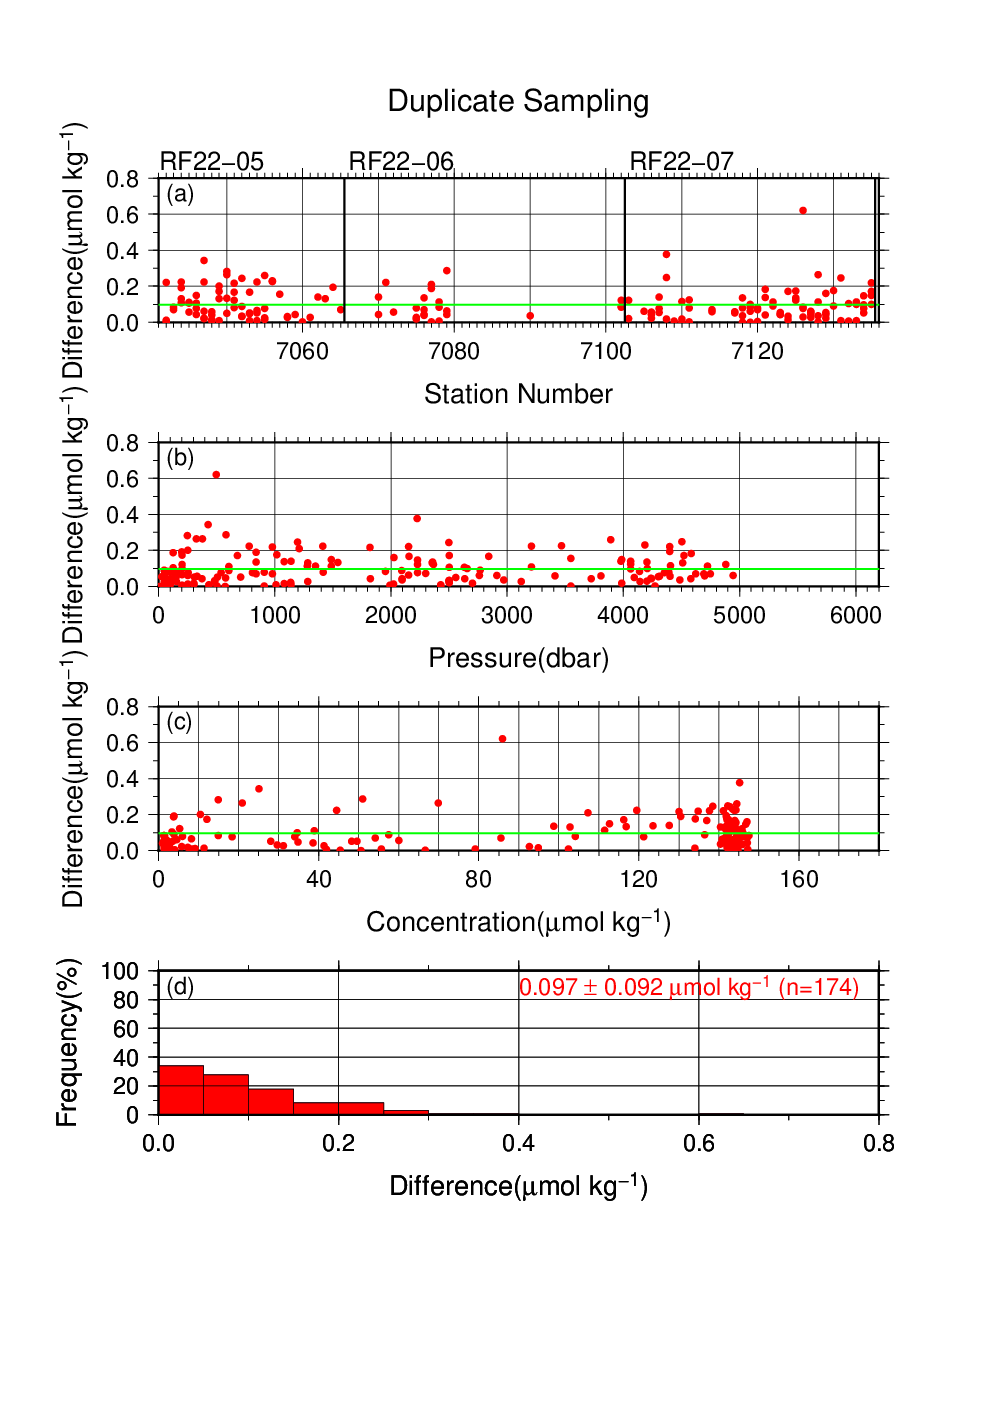 Duplicate Sampling
RF22−05 RF22−06 RF22−07
(a)
0.8
0.6
0.4
0.2
0.0
Difference(μmol kg−1)
7060 7080 7100 7120
Station Number
(b)
0.8
0.6
0.4
0.2
0.0
Difference(μmol kg−1)
0 1000 2000 3000 4000 5000 6000
Pressure(dbar)
(c)
0.8
0.6
0.4
0.2
0.0
Difference(μmol kg−1)
0 40 80 120 160
Concentration(μmol kg−1)
(d)
0.097 ± 0.092 μmol kg−1 (n=174)
100
80
60
40
20
0
Frequency(%)
0.0 0.2 0.4 0.6 0.8
Difference(μmol kg−1)